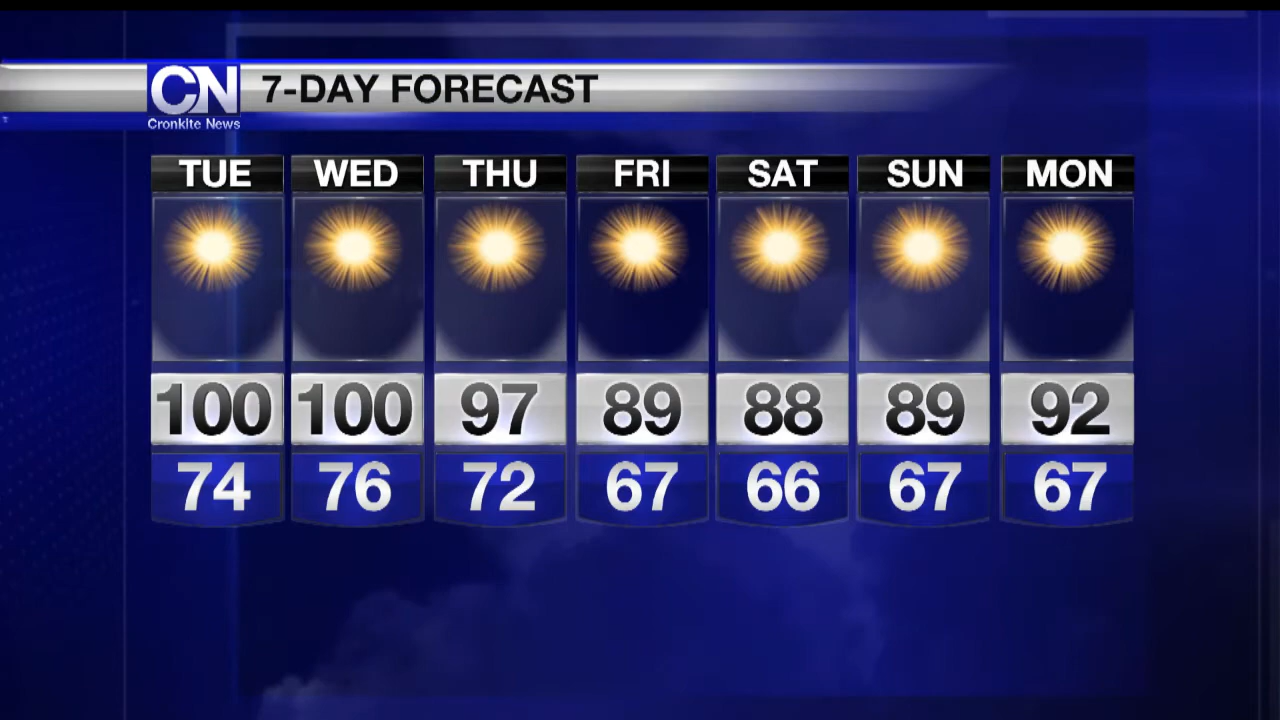 CN 7-DAY FORECAST
Cronkite News
TUE WED THU FRI SAT SUN MON
100 100 97 89 88 89 92
74 76 72 67 66 67 67